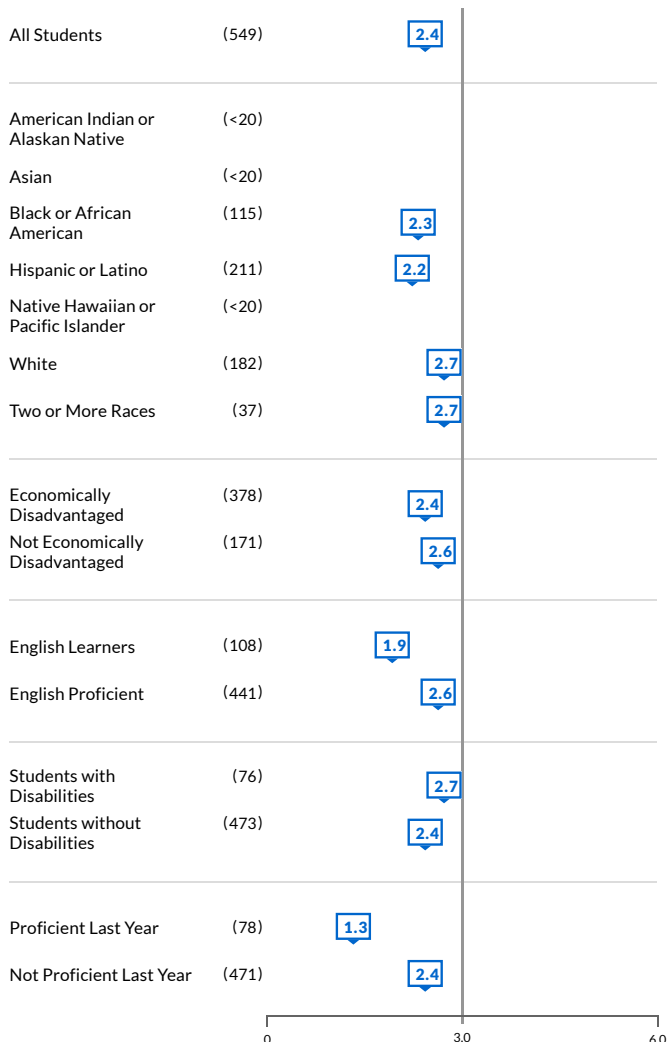 All Students (549) 2.4
American Indian or (<20)
Alaskan Native
Asian (<20)
Black or African (115) 2.3
American
Hispanic or Latino (211) 2.2
Native Hawaiian or (<20)
Pacific Islander
White (182) 2.7
Two or More Races (37) 2.7
Economically (378) 2.4
Disadvantaged
Not Economically (171) 2.6
Disadvantaged
English Learners (108) 1.9
English Proficient (441) 2.6
Students with (76) 2.7
Disabilities
Students without (473) 2.4
Disabilities
Proficient Last Year (78) 1.3
Not Proficient Last Year (471) 2.4
0 3.0 6.0